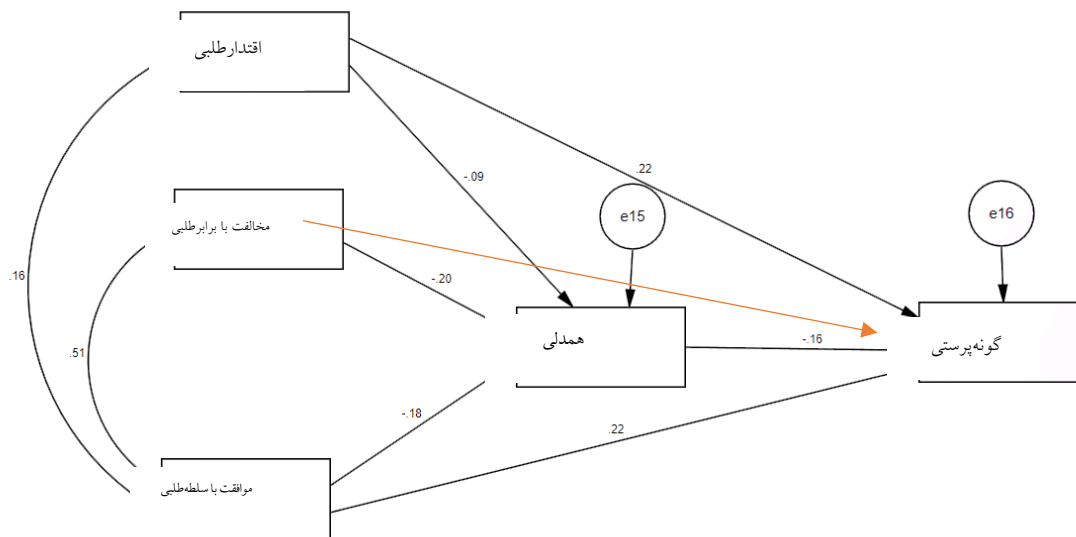 اقتدارطلبی
.22
-.09
e15
e16
مخالفت با برابرطلبی
.16
-.20
همدلی
گونه‌پرستی
-.16
.51
-.18
.22
موافقت با سلطه‌طلبی